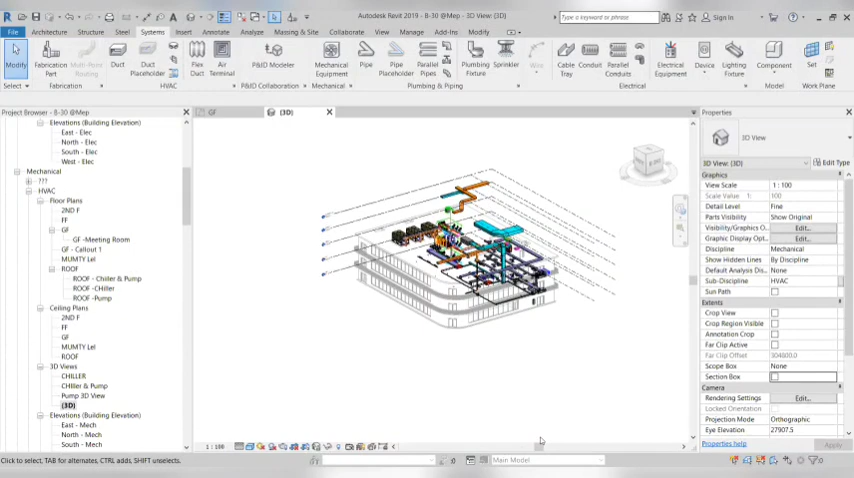 Autodesk Revit 2019 - B-30 @Mep - 3D View: {3D}
Type a keyword or phrase
Sign In
File Architecture Structure Steel Systems Insert Annotate Analyze Massing & Site Collaborate View Manage Add-Ins Modify
Modify
Fabrication Part
Multi-Point Routing
Duct
Duct Placeholder
Flex Duct
Air Terminal
P&ID Modeler
Mechanical Equipment
Pipe
Pipe Placeholder
Parallel Pipes
Plumbing Fixture
Sprinkler
Wire
Cable Tray
Conduit
Parallel Conduits
Electrical Equipment
Device
Lighting Fixture
Component
Set
Select
Fabrication
HVAC
P&ID Collaboration
Mechanical
Plumbing & Piping
Electrical
Model
Work Plane
Project Browser - B-30 @Mep
Elevations (Building Elevation)
East - Elec
North - Elec
South - Elec
West - Elec
Mechanical
???
HVAC
Floor Plans
2ND F
FF
GF
GF -Meeting Room
GF - Callout 1
MUMTY Lel
ROOF
ROOF - Chiller & Pump
ROOF -CHiller
ROOF -Pump
Ceiling Plans
2ND F
FF
GF
MUMTY Lel
ROOF
3D Views
CHILLER
CHIller & Pump
Pump 3D View
{3D}
Elevations (Building Elevation)
East - Mech
North - Mech
South - Mech
GF
{3D}
1 : 100
Properties
3D View
3D View: {3D}
Edit Type
Graphics
View Scale 1 : 100
Scale Value 1: 100
Detail Level Fine
Parts Visibility Show Original
Visibility/Graphics O... Edit...
Graphic Display Opt... Edit...
Discipline Mechanical
Show Hidden Lines By Discipline
Default Analysis Dis... None
Sub-Discipline HVAC
Sun Path
Extents
Crop View
Crop Region Visible
Annotation Crop
Far Clip Active
Far Clip Offset 304800.0
Scope Box None
Section Box
Camera
Rendering Settings Edit...
Locked Orientation
Projection Mode Orthographic
Eye Elevation 27907.5
Properties help
Apply
Click to select, TAB for alternates, CTRL adds, SHIFT unselects.
:0
Main Model
:0